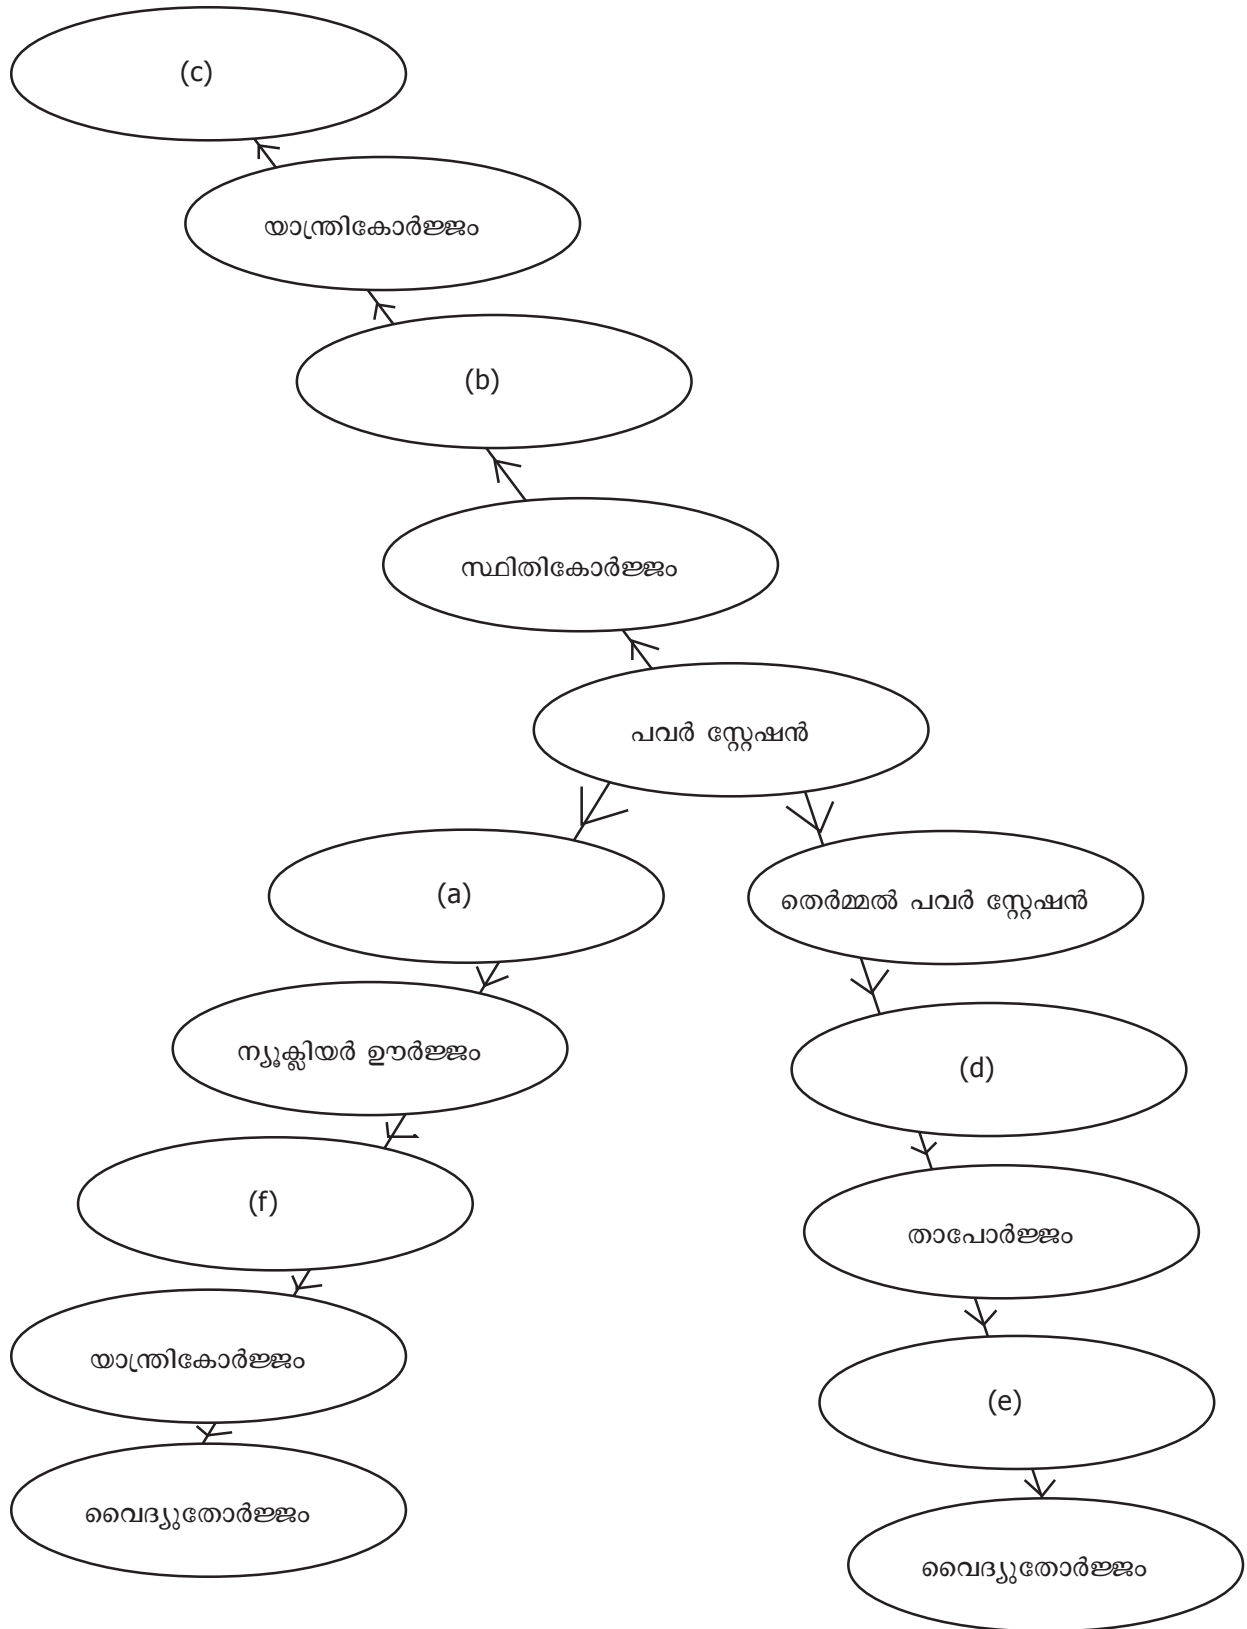 (c)
യാന്ത്രികോർജ്ജം
(b)
സ്ഥിതികോർജ്ജം
പവർ സ്റ്റേഷൻ
(a)
തെർമ്മൽ പവർ സ്റ്റേഷൻ
ന്യൂക്ലിയർ ഊർജ്ജം
(d)
(f)
താപോർജ്ജം
യാന്ത്രികോർജ്ജം
(e)
വൈദ്യുതോർജ്ജം
വൈദ്യുതോർജ്ജം